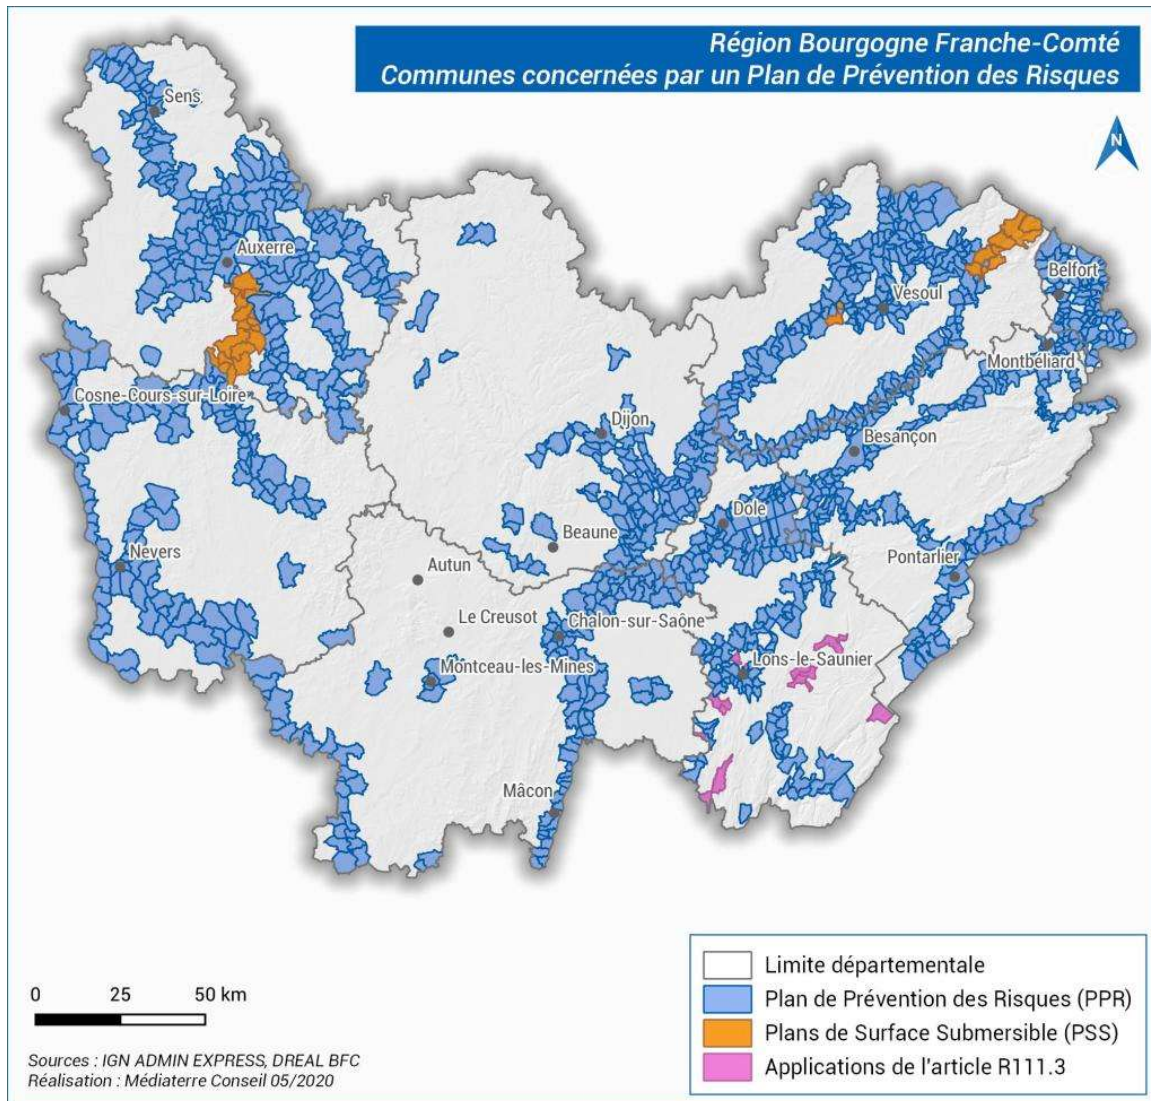 Région Bourgogne Franche-Comté
Communes concernées par un Plan de Prévention des Risques
N
Sens
Auxerre
Belfort
Vesoul
Montbéliard
Cosne-Cours-sur-Loire
Dijon
Besançon
Dole
Beaune
Nevers
Autun
Pontarlier
Le Creusot
Chalon-sur-Saône
Montceau-les-Mines
Lons-le-Saunier
Mâcon
Limite départementale
Plan de Prévention des Risques (PPR)
Plans de Surface Submersible (PSS)
Applications de l'article R111.3
0 25 50 km
Sources : IGN ADMIN EXPRESS, DREAL BFC
Réalisation : Médiaterre Conseil 05/2020